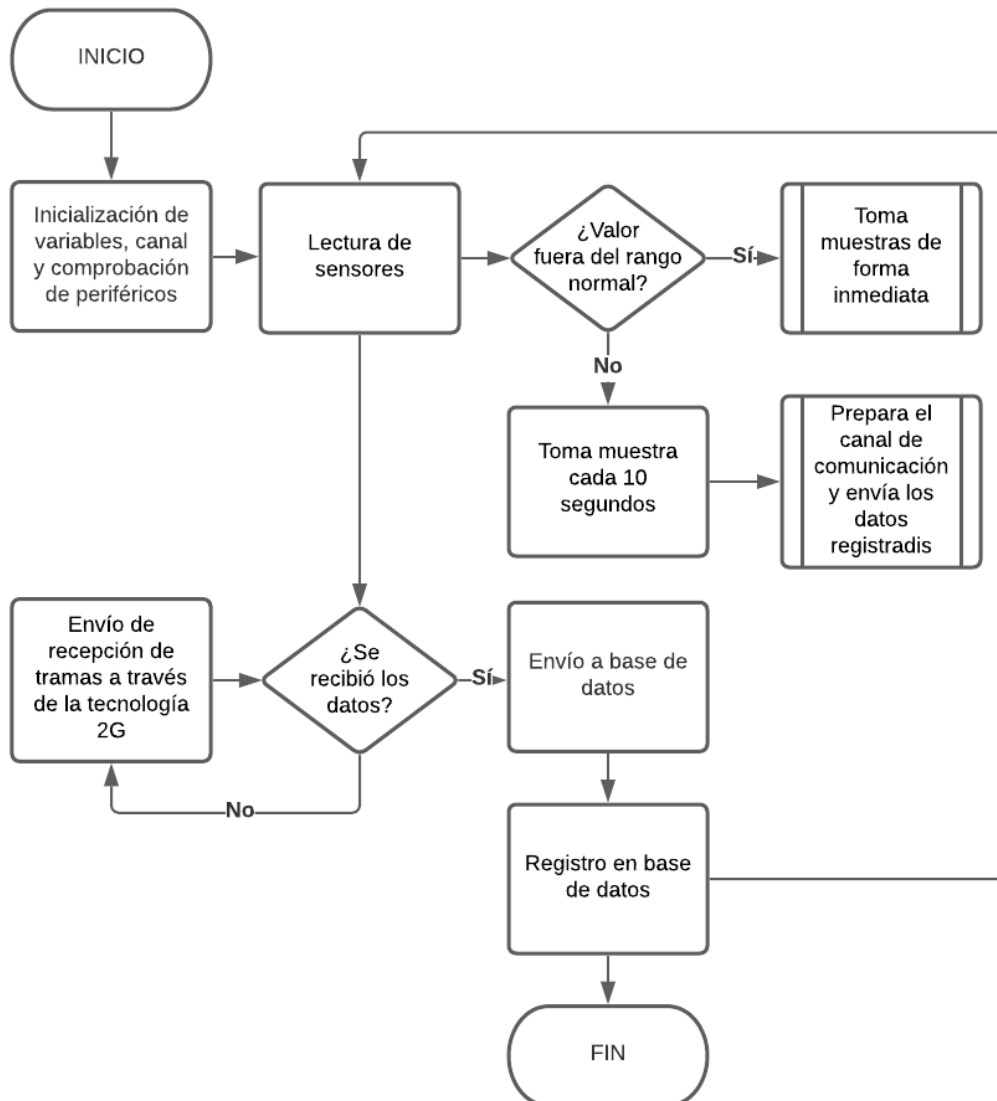 INICIO
Inicialización de
variables, canal
y comprobación
de periféricos
Lectura de
sensores
¿Valor
fuera del rango
normal?
Sí
Toma
muestras de
forma
inmediata
No
Toma muestra
cada 10
segundos
Prepara el
canal de
comunicación
y envía los
datos
registradis
Envío de
recepción de
tramas a través
de la tecnología
2G
¿Se
recibió los
datos?
Sí
Envío a base de
datos
No
Registro en base
de datos
FIN